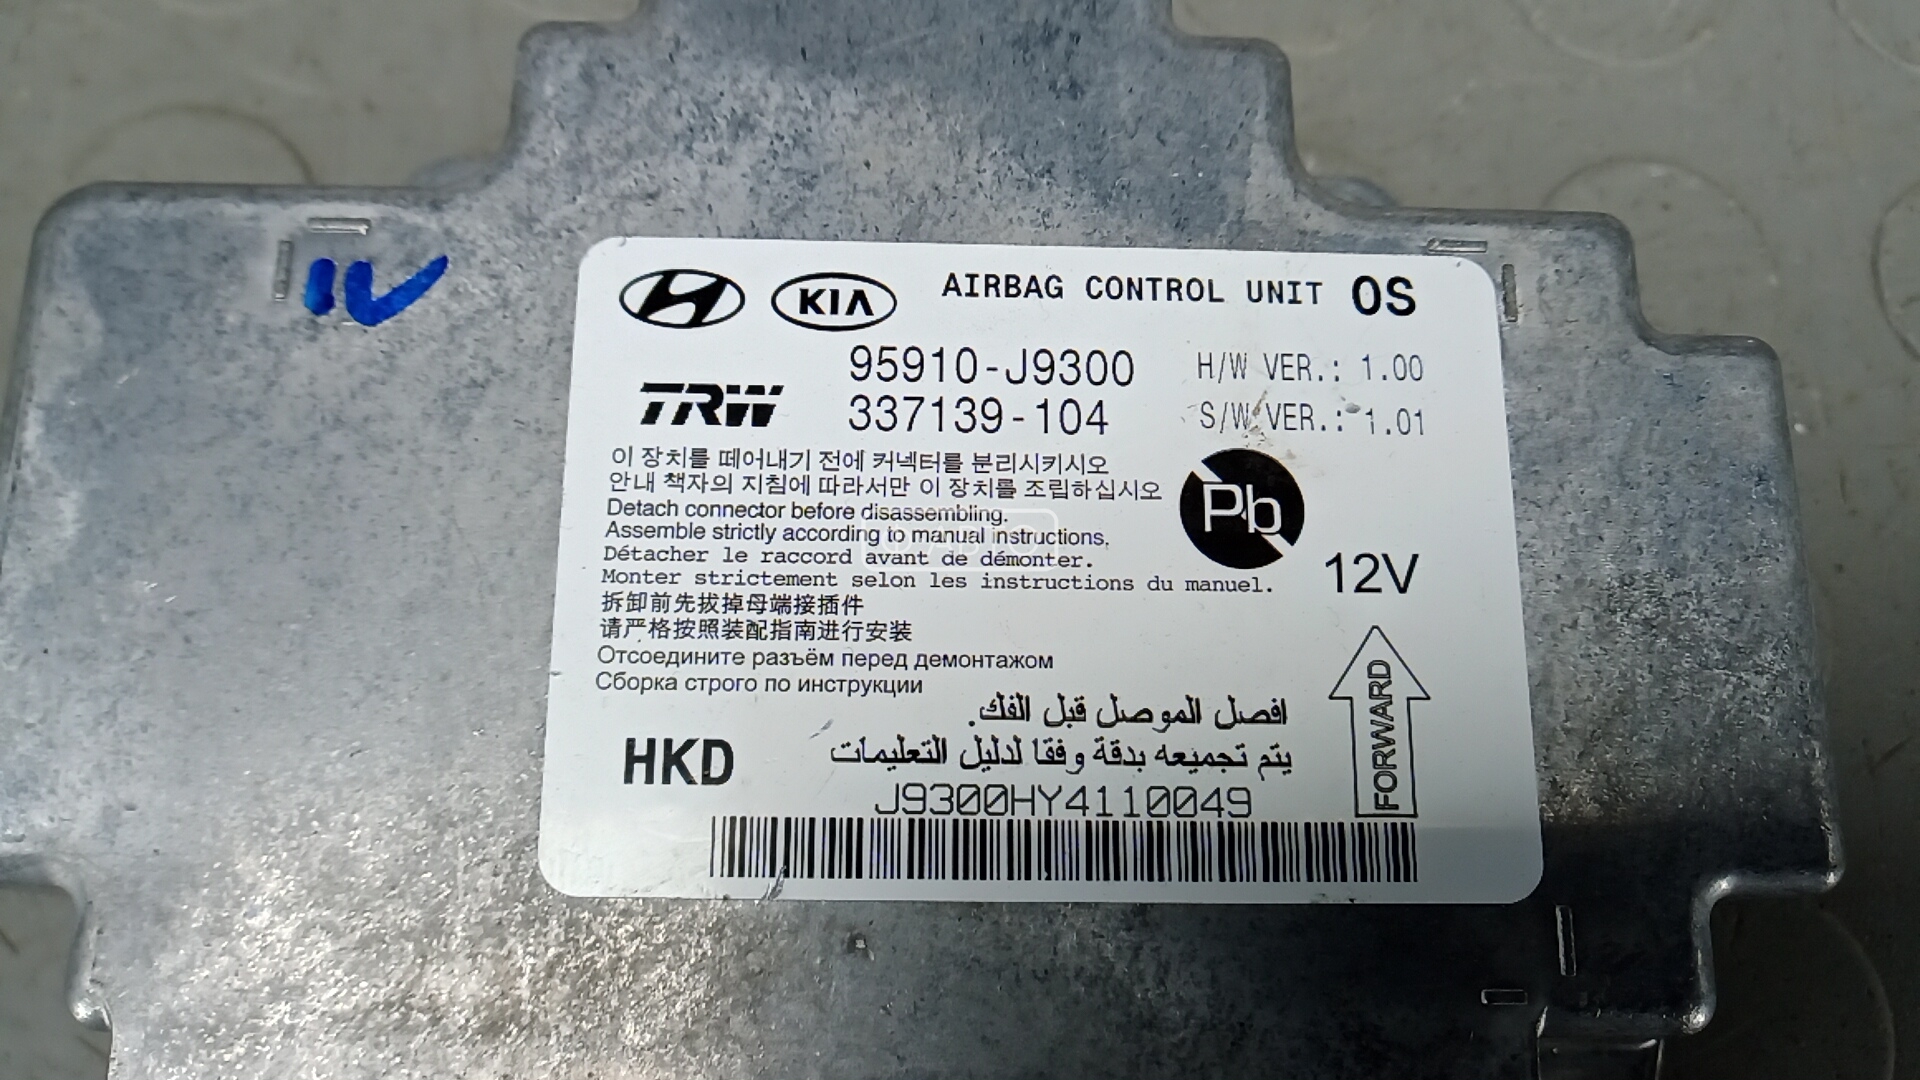 IV
KIA AIRBAG CONTROL UNIT OS
95910-J9300 H/W VER.: 1.00
TRW 337139-104 S/W VER.: 1.01
이 장치를 떼어내기 전에 커넥터를 분리시키시오
안내 책자의 지침에 따라서만 이 장치를 조립하십시오
Pb
Detach connector before disassembling.
Assemble strictly according to manual instructions.
Détacher le raccord avant de démonter.
Monter strictement selon les instructions du manuel.
12V
拆卸前先拔掉母端接插件
请严格按照装配指南进行安装
Отсоедините разъём перед демонтажом
Сборка строго по инструкции
افصل الموصل قبل الفك.
يتم تجميعه بدقة وفقا لدليل التعليمات
FORWARD
HKD
J9300HY4110049